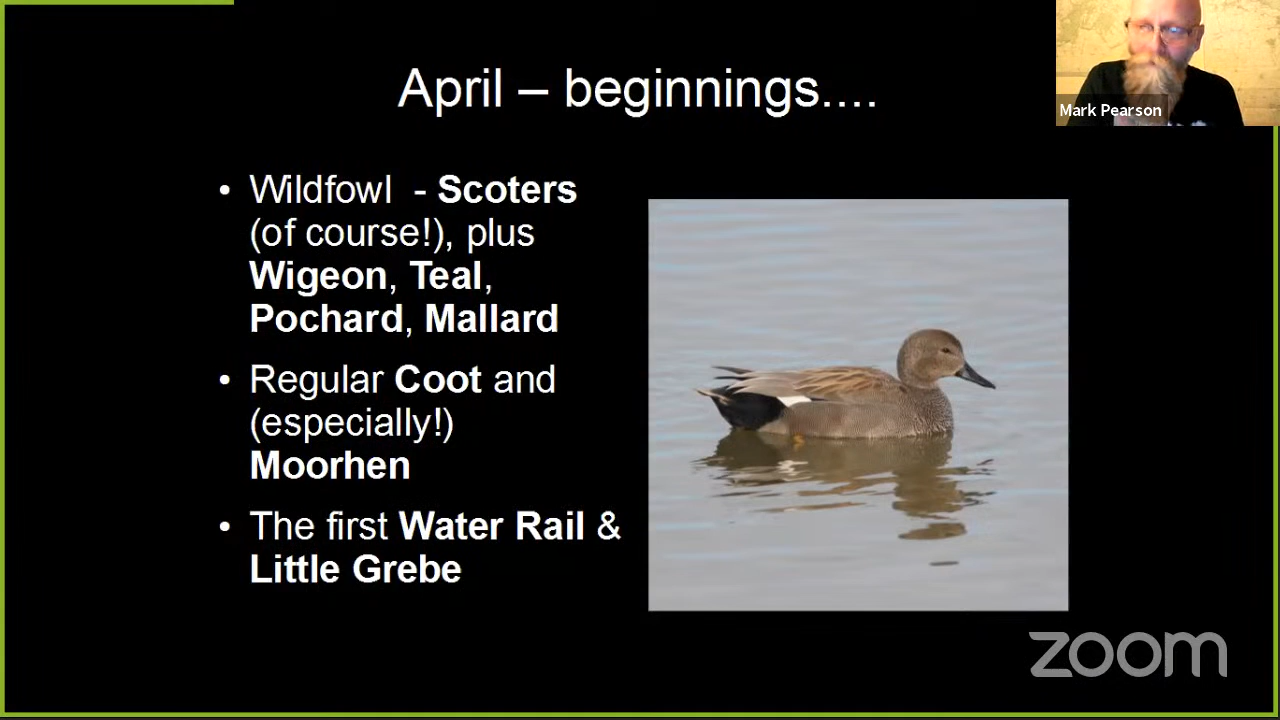 April – beginnings....
Mark Pearson
• Wildfowl - Scoters
(of course!), plus
Wigeon, Teal,
Pochard, Mallard
• Regular Coot and
(especially!)
Moorhen
• The first Water Rail &
Little Grebe
zoom